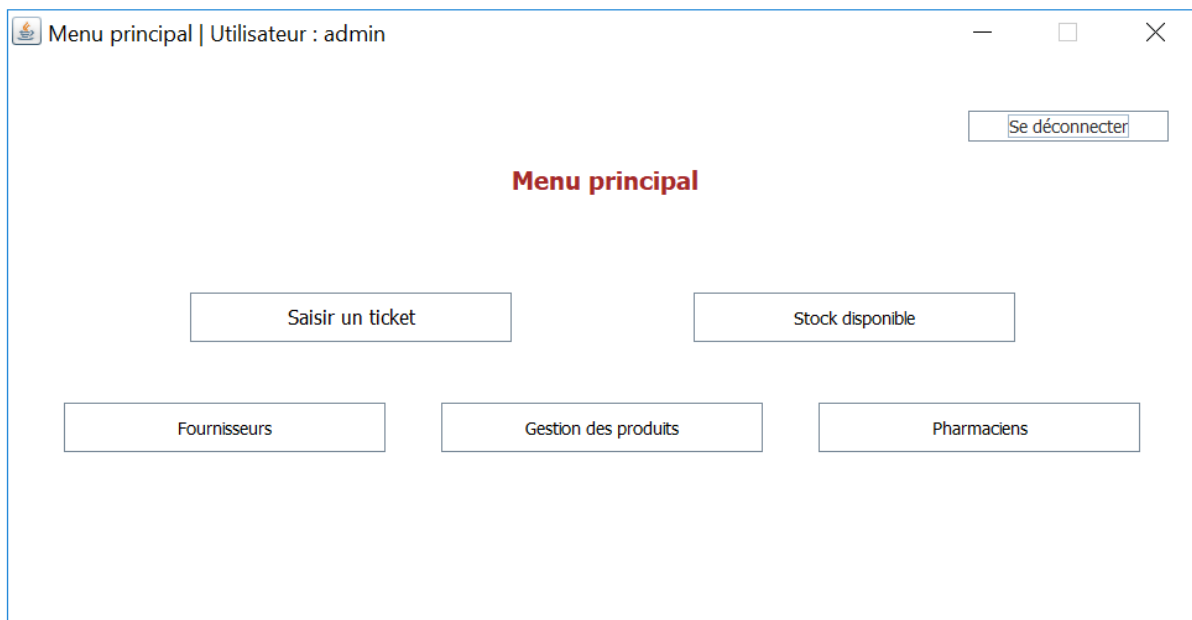 Menu principal | Utilisateur : admin
Se déconnecter
Menu principal
Saisir un ticket
Stock disponible
Fournisseurs
Gestion des produits
Pharmaciens